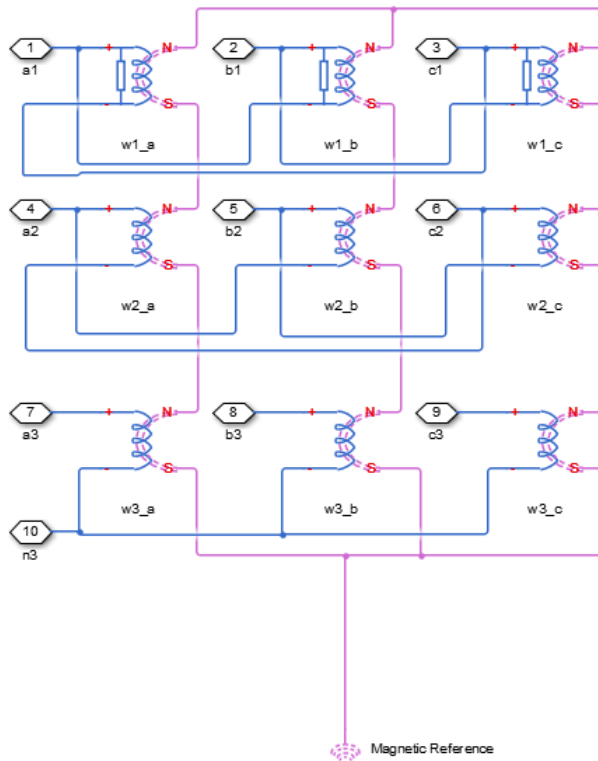 1 + N 2 + N 3 + N
a1 b1 c1
- S - S - S
w1_a w1_b w1_c
4 + N 5 + N 6 + N
a2 b2 c2
- S - S - S
w2_a w2_b w2_c
7 + N 8 + N 9 + N
a3 b3 c3
- S - S - S
w3_a w3_b w3_c
10
n3
Magnetic Reference